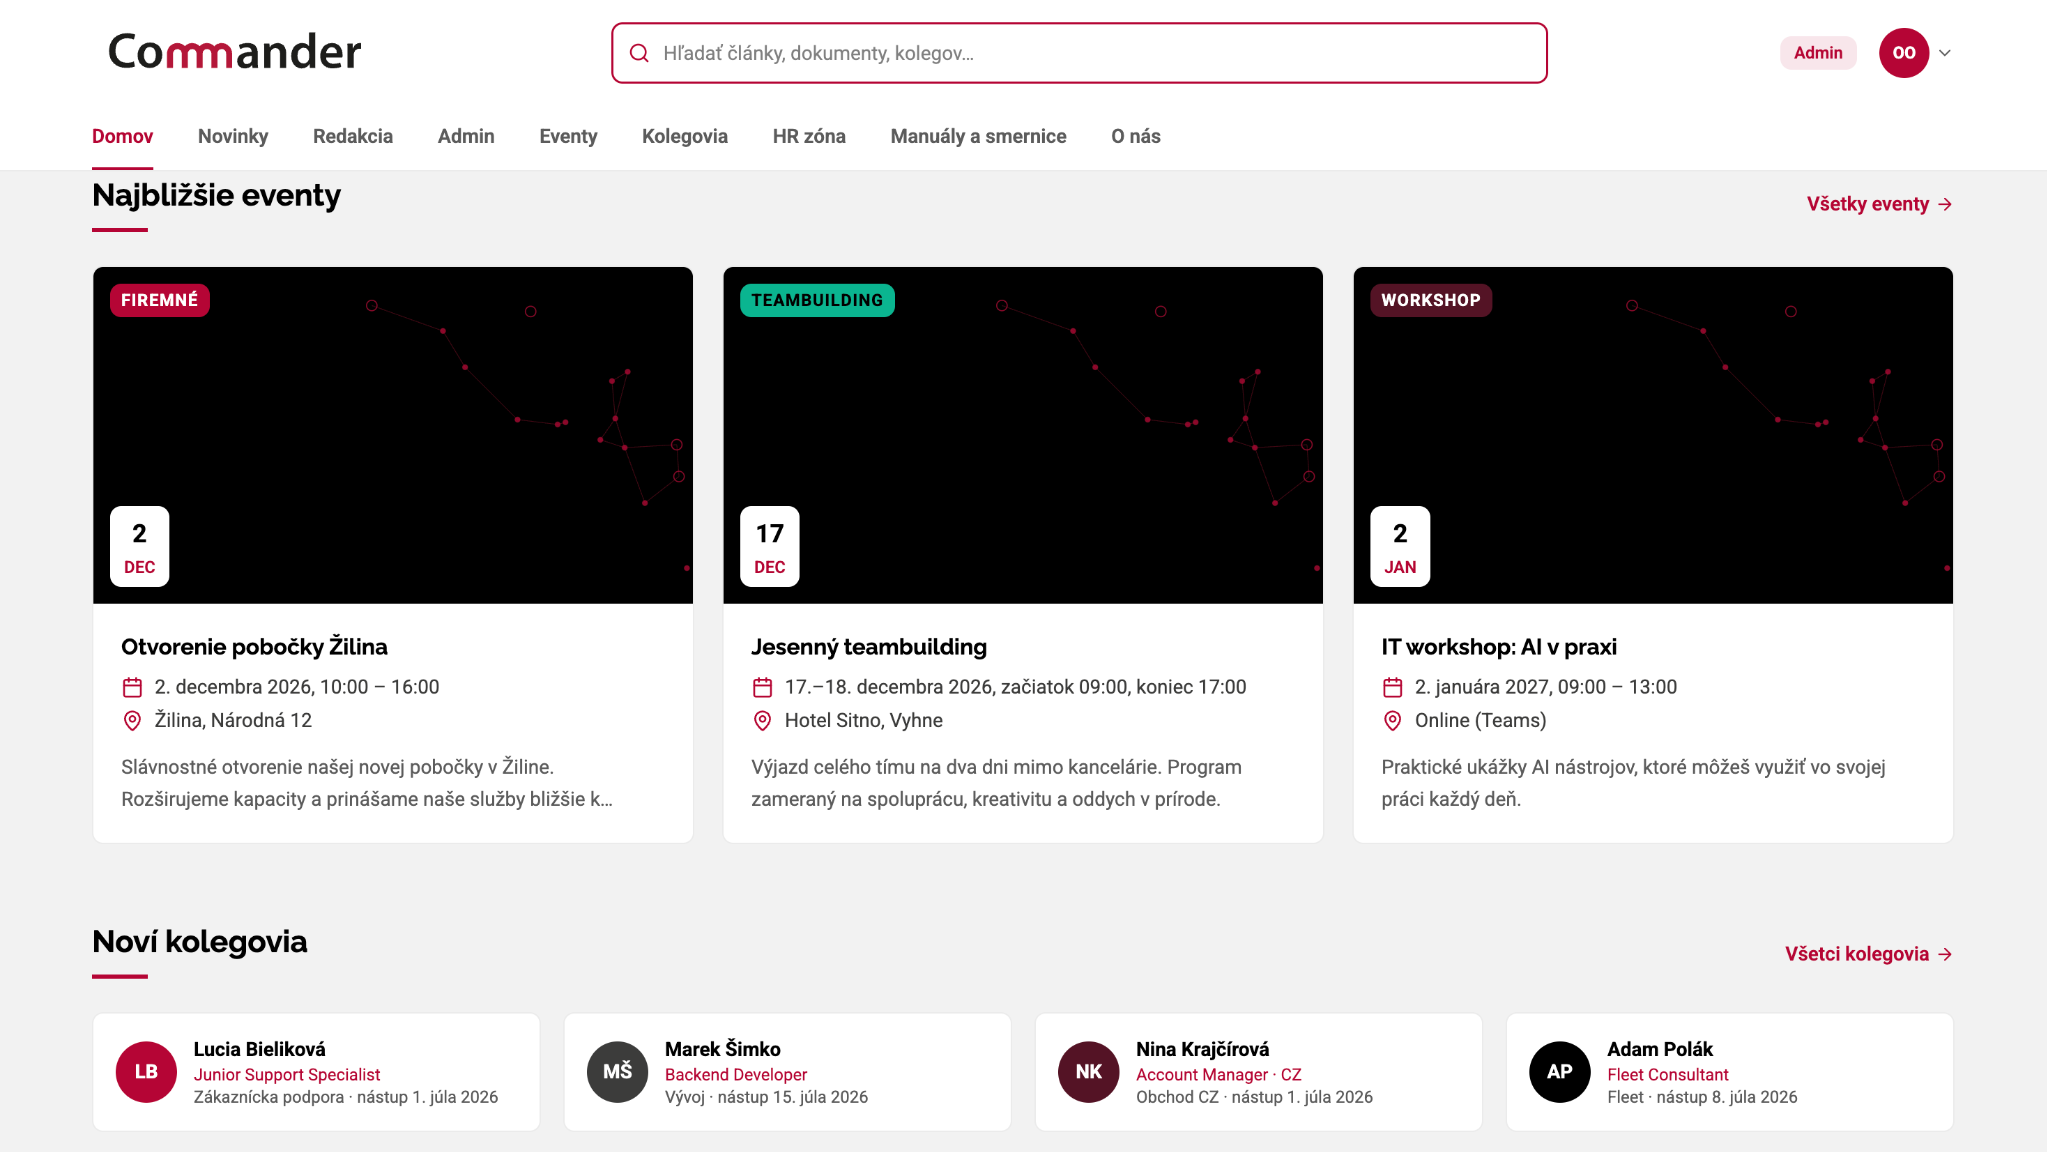 Commander
Hľadať články, dokumenty, kolegov...
Admin
OO
Domov
Novinky
Redakcia
Admin
Eventy
Kolegovia
HR zóna
Manuály a smernice
O nás
Najbližšie eventy
Všetky eventy →
FIREMNÉ
2
DEC
Otvorenie pobočky Žilina
2. decembra 2026, 10:00 – 16:00
Žilina, Národná 12
Slávnostné otvorenie našej novej pobočky v Žiline.
Rozširujeme kapacity a prinášame naše služby bližšie k...
TEAMBUILDING
17
DEC
Jesenný teambuilding
17.–18. decembra 2026, začiatok 09:00, koniec 17:00
Hotel Sitno, Vyhne
Výjazd celého tímu na dva dni mimo kancelárie. Program
zameraný na spoluprácu, kreativitu a oddych v prírode.
WORKSHOP
2
JAN
IT workshop: AI v praxi
2. januára 2027, 09:00 – 13:00
Online (Teams)
Praktické ukážky AI nástrojov, ktoré môžeš využiť vo svojej
práci každý deň.
Noví kolegovia
Všetci kolegovia →
LB
Lucia Bieliková
Junior Support Specialist
Zákaznícka podpora · nástup 1. júla 2026
MŠ
Marek Šimko
Backend Developer
Vývoj · nástup 15. júla 2026
NK
Nina Krajčírová
Account Manager · CZ
Obchod CZ · nástup 1. júla 2026
AP
Adam Polák
Fleet Consultant
Fleet · nástup 8. júla 2026